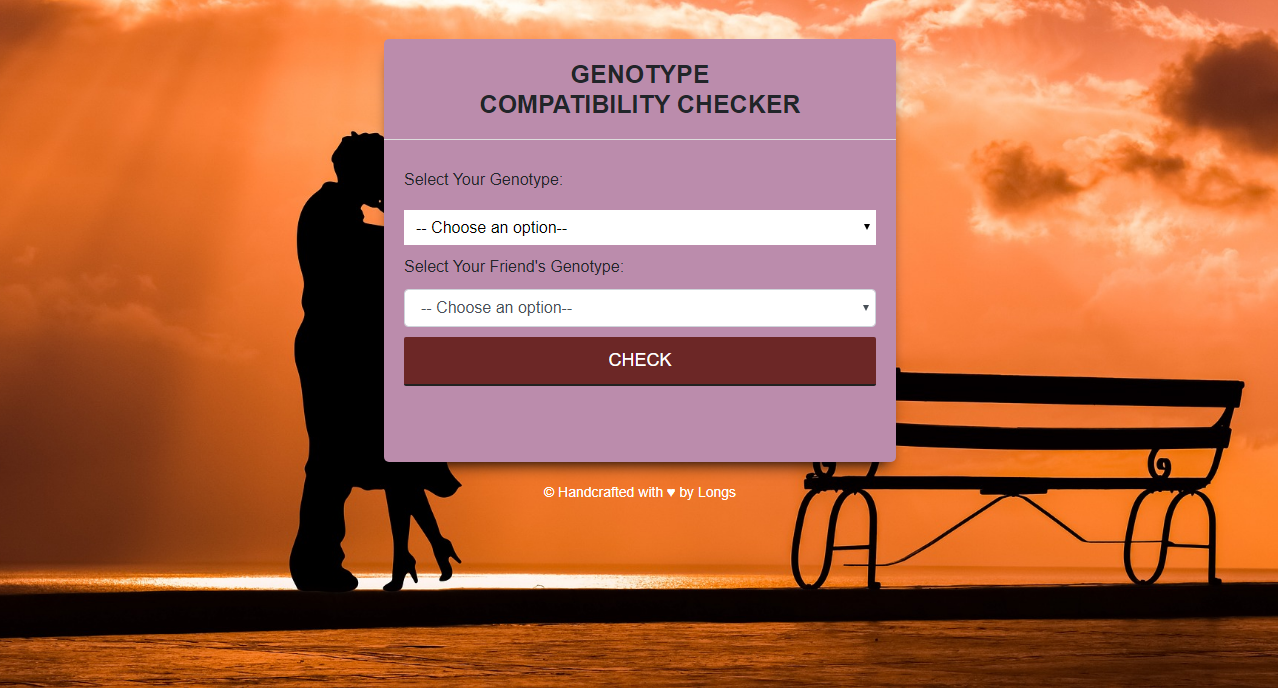 GENOTYPE
COMPATIBILITY CHECKER
Select Your Genotype:
-- Choose an option--
Select Your Friend's Genotype:
-- Choose an option--
CHECK
© Handcrafted with ♥ by Longs